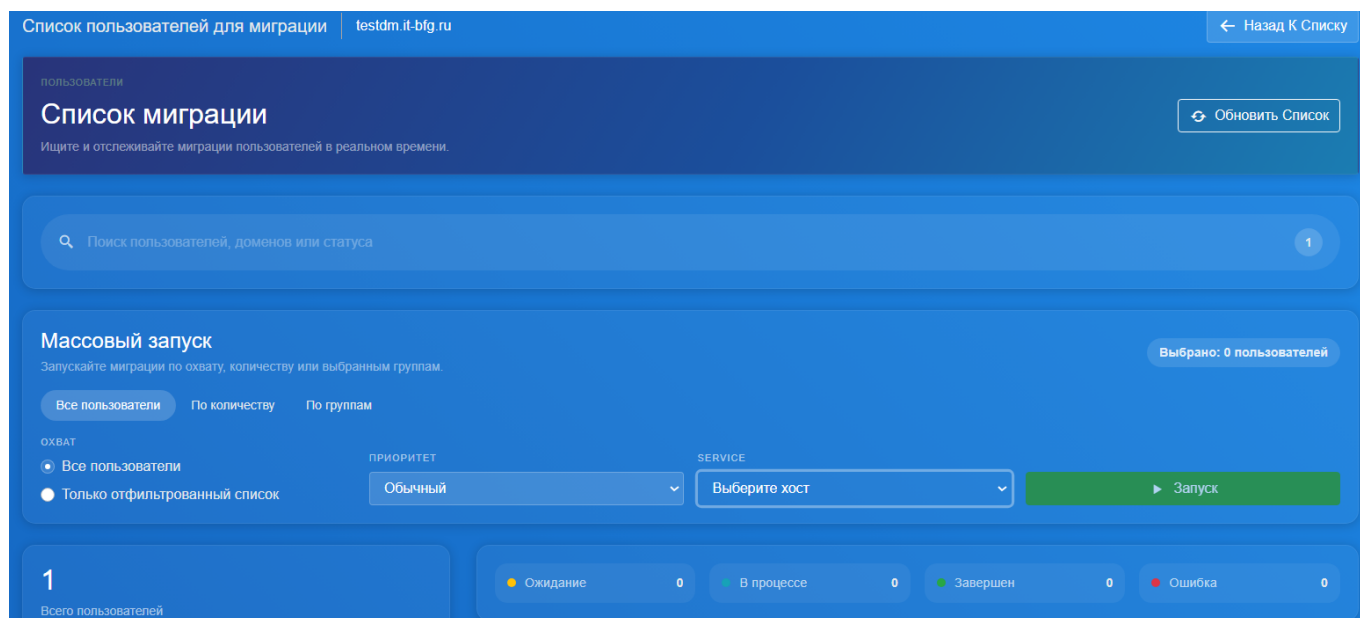 Список пользователей для миграции testdm.it-bfg.ru ← Назад К Списку
ПОЛЬЗОВАТЕЛИ
Список миграции
Обновить Список
Ищите и отслеживайте миграции пользователей в реальном времени.
Поиск пользователей, доменов или статуса 1
Массовый запуск
Запускайте миграции по охвату, количеству или выбранным группам.
Выбрано: 0 пользователей
Все пользователи По количеству По группам
ОХВАТ
Все пользователи
Только отфильтрованный список
ПРИОРИТЕТ
Обычный
SERVICE
Выберите хост
Запуск
1
Всего пользователей
Ожидание 0 В процессе 0 Завершен 0 Ошибка 0